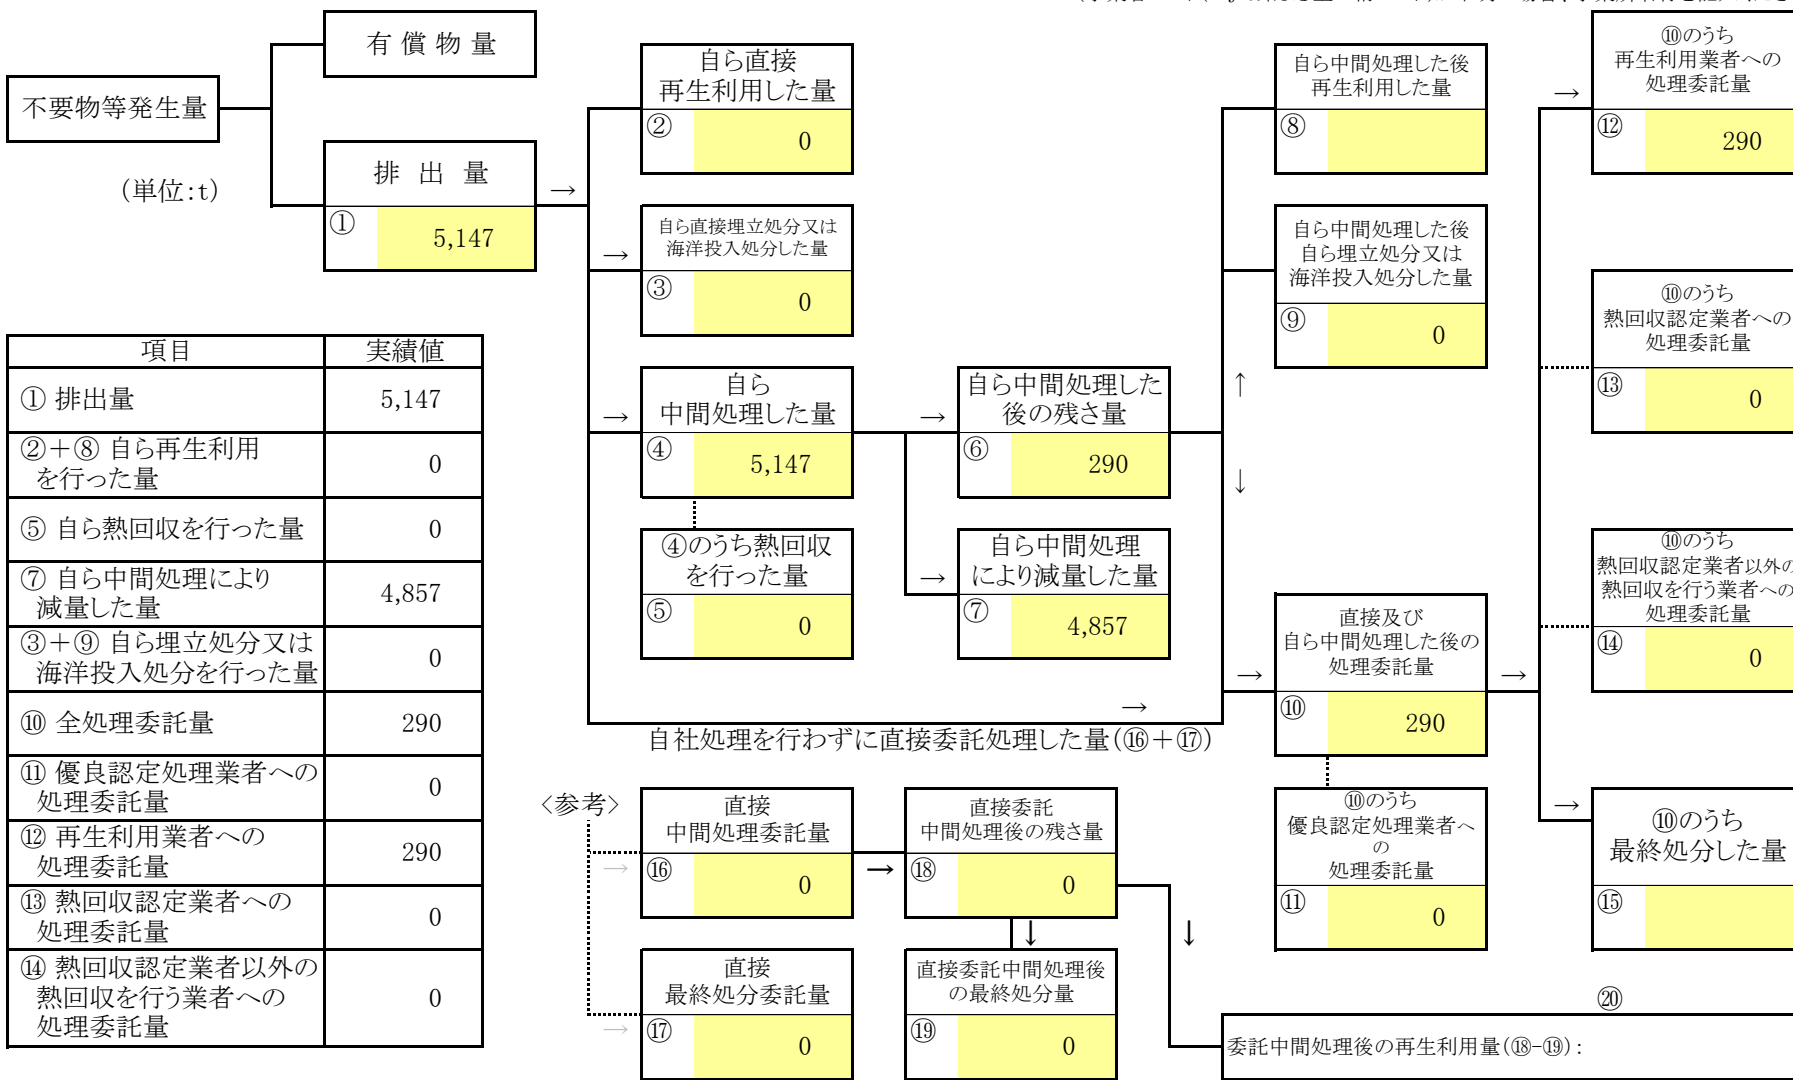 有 償 物 量
不要物等発生量
排 出 量
(単位:t)
①
5,147
→
自ら直接
再生利用した量
②
0
自ら直接埋立処分又は
海洋投入処分した量
→
③
0
自ら
中間処理した量
→
④
5,147
④のうち熱回収
を行った量
⑤
0
→
自ら中間処理した
後の残さ量
⑥
290
自ら中間処理
により減量した量
→
⑦
4,857
自ら中間処理した後
再生利用した量
⑧
自ら中間処理した後
自ら埋立処分又は
海洋投入処分した量
⑨
0
↑
↓
直接及び
自ら中間処理した後の
処理委託量
→
⑩
290
→
⑩のうち
優良認定処理業者へ
の
処理委託量
⑪
0
⑩のうち
再生利用業者への
処理委託量
→
⑫
290
⑩のうち
熱回収認定業者への
処理委託量
⑬
0
⑩のうち
熱回収認定業者以外の
熱回収を行う業者への
処理委託量
⑭
0
→
⑩のうち
最終処分した量
⑮
→
自社処理を行わずに直接委託処理した量(⑯+⑰)
〈参考〉
直接
中間処理委託量
→
⑯
0
→
直接委託
中間処理後の残さ量
⑱
0
↓
↓
直接
最終処分委託量
→
⑰
0
直接委託中間処理後
の最終処分量
⑲
0
⑳
委託中間処理後の再生利用量(⑱-⑲):
項目 実績値
① 排出量 5,147
②+⑧ 自ら再生利用
を行った量 0
⑤ 自ら熱回収を行った量 0
⑦ 自ら中間処理により
減量した量 4,857
③+⑨ 自ら埋立処分又は
海洋投入処分を行った量 0
⑩ 全処理委託量 290
⑪ 優良認定処理業者への
処理委託量 0
⑫ 再生利用業者への
処理委託量 290
⑬ 熱回収認定業者への
処理委託量 0
⑭ 熱回収認定業者以外の
熱回収を行う業者への
処理委託量 0